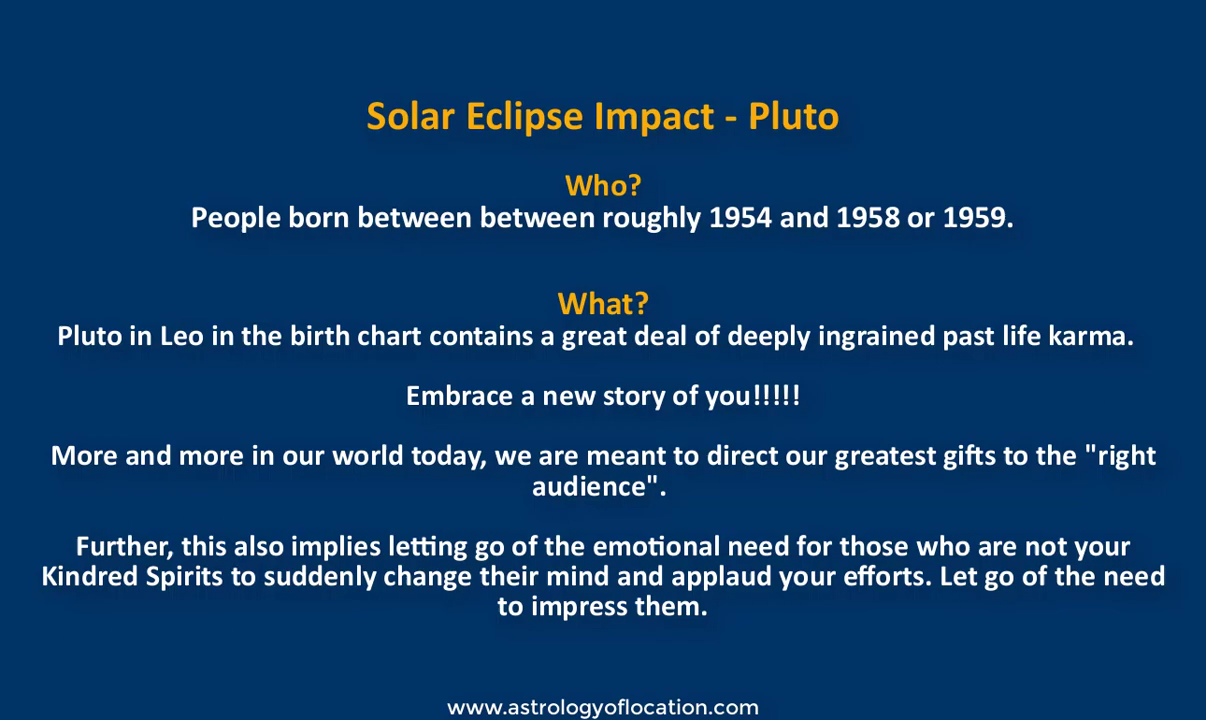 Solar Eclipse Impact - Pluto
Who?
People born between between roughly 1954 and 1958 or 1959.
What?
Pluto in Leo in the birth chart contains a great deal of deeply ingrained past life karma.
Embrace a new story of you!!!!!
More and more in our world today, we are meant to direct our greatest gifts to the "right
audience".
Further, this also implies letting go of the emotional need for those who are not your
Kindred Spirits to suddenly change their mind and applaud your efforts. Let go of the need
to impress them.
www.astrologyoflocation.com